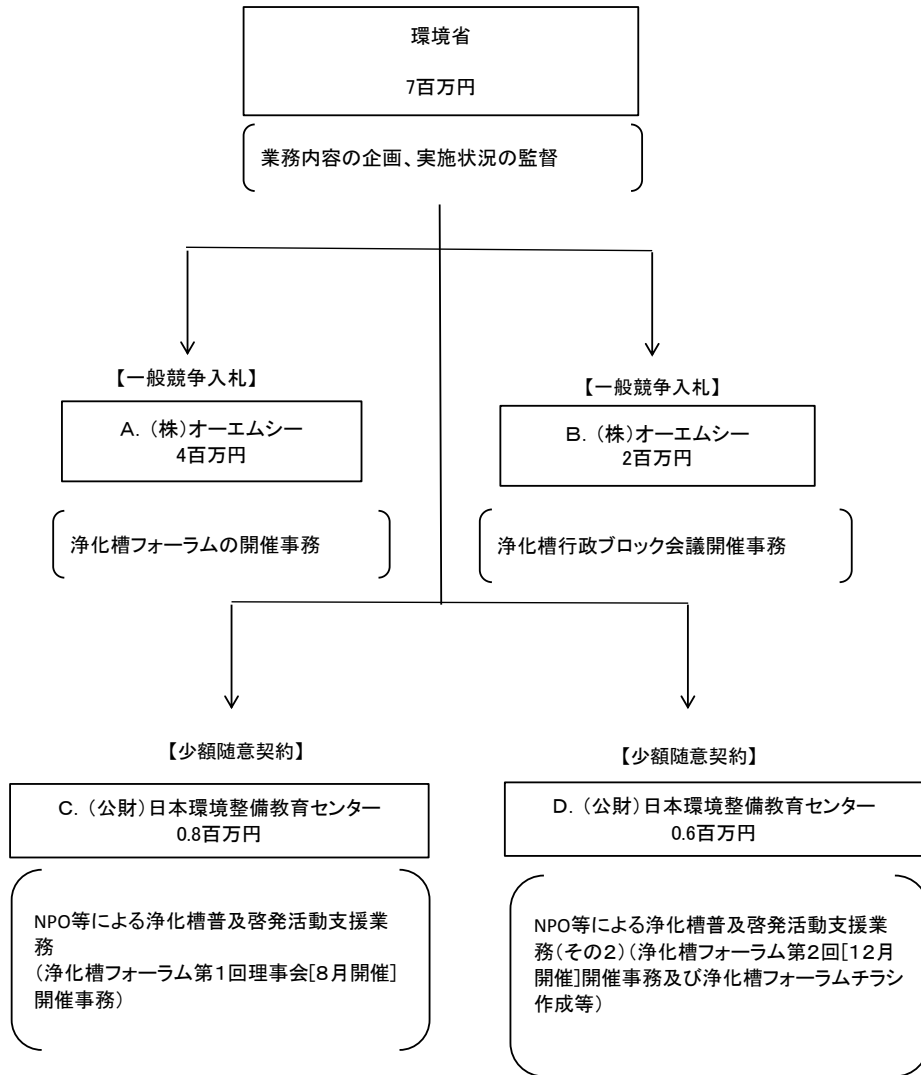 環境省
7百万円
業務内容の企画、実施状況の監督
【一般競争入札】
A. (株)オーエムシー
4百万円
浄化槽フォーラムの開催事務
【一般競争入札】
B. (株)オーエムシー
2百万円
浄化槽行政ブロック会議開催事務
【少額随意契約】
C. (公財)日本環境整備教育センター
0.8百万円
NPO等による浄化槽普及啓発活動支援業
務
(浄化槽フォーラム第1回理事会[8月開催]
開催事務)
【少額随意契約】
D. (公財)日本環境整備教育センター
0.6百万円
NPO等による浄化槽普及啓発活動支援業
務(その2)(浄化槽フォーラム第2回[12月
開催]開催事務及び浄化槽フォーラムチラシ
作成等)